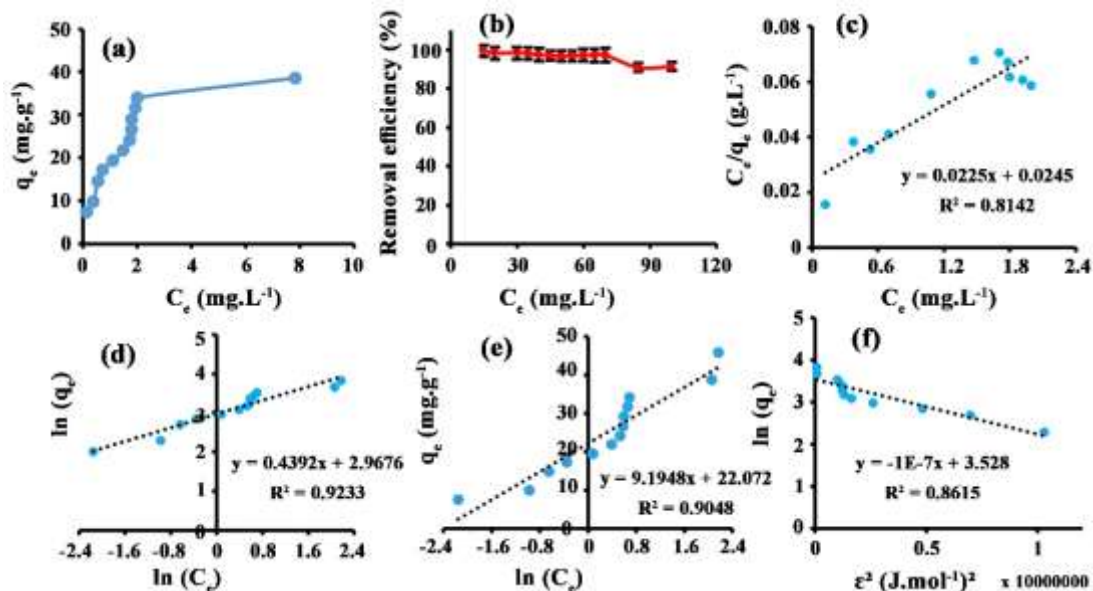 (a)
50
40
30
20
10
0
qₑ (mg.g⁻¹)
0 2 4 6 8 10
Cₑ (mg.L⁻¹)
(b)
120
100
80
60
40
20
0
Removal efficiency (%)
0 30 60 90 120
Cₑ (mg.L⁻¹)
(c)
0.08
0.06
0.04
0.02
0
Cₑ/qₑ (g.L⁻¹)
y = 0.0225x + 0.0245
R² = 0.8142
0 0.6 1.2 1.8 2.4
Cₑ (mg.L⁻¹)
(d)
5
4
3
2
1
0
ln (qₑ)
y = 0.4392x + 2.9676
R² = 0.9233
-2.4 -1.6 -0.8 0 0.8 1.6 2.4
ln (Cₑ)
(e)
50
40
30
20
10
0
qₑ (mg.g⁻¹)
y = 9.1948x + 22.072
R² = 0.9048
-2.4 -1.6 -0.8 0 0.8 1.6 2.4
ln (Cₑ)
(f)
5
4
3
2
1
0
ln (qₑ)
y = -1E-7x + 3.528
R² = 0.8615
0 0.5 1
ε² (J.mol⁻¹)² x 10000000